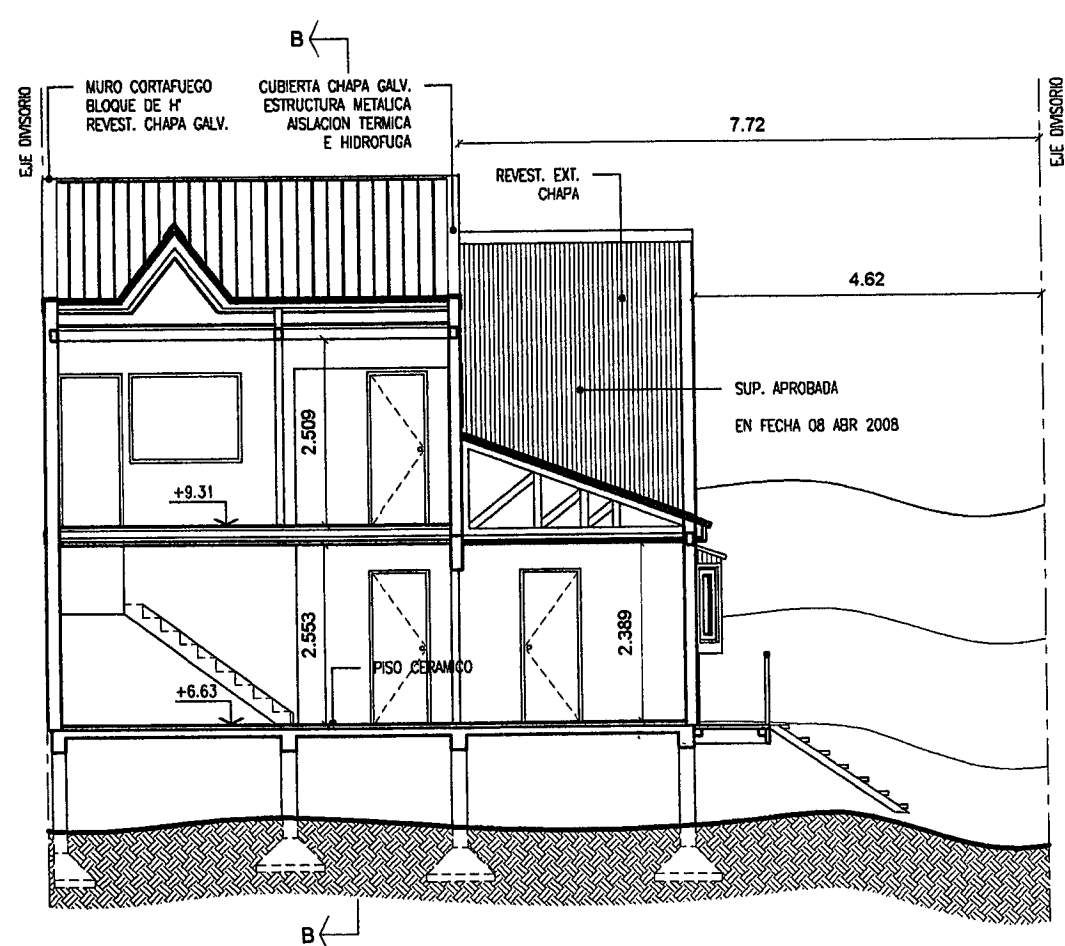 B
EJE DIVISORIO
MURO CORTAFUEGO
BLOQUE DE Hº
REVEST. CHAPA GALV.
CUBIERTA CHAPA GALV.
ESTRUCTURA METALICA
AISLACION TERMICA
E HIDROFUGA
EJE DIVISORIO
7.72
REVEST. EXT.
CHAPA
4.62
SUP. APROBADA
EN FECHA 08 ABR 2008
2.509
+9.31
2.553
2.389
PISO CERAMICO
+6.63
B